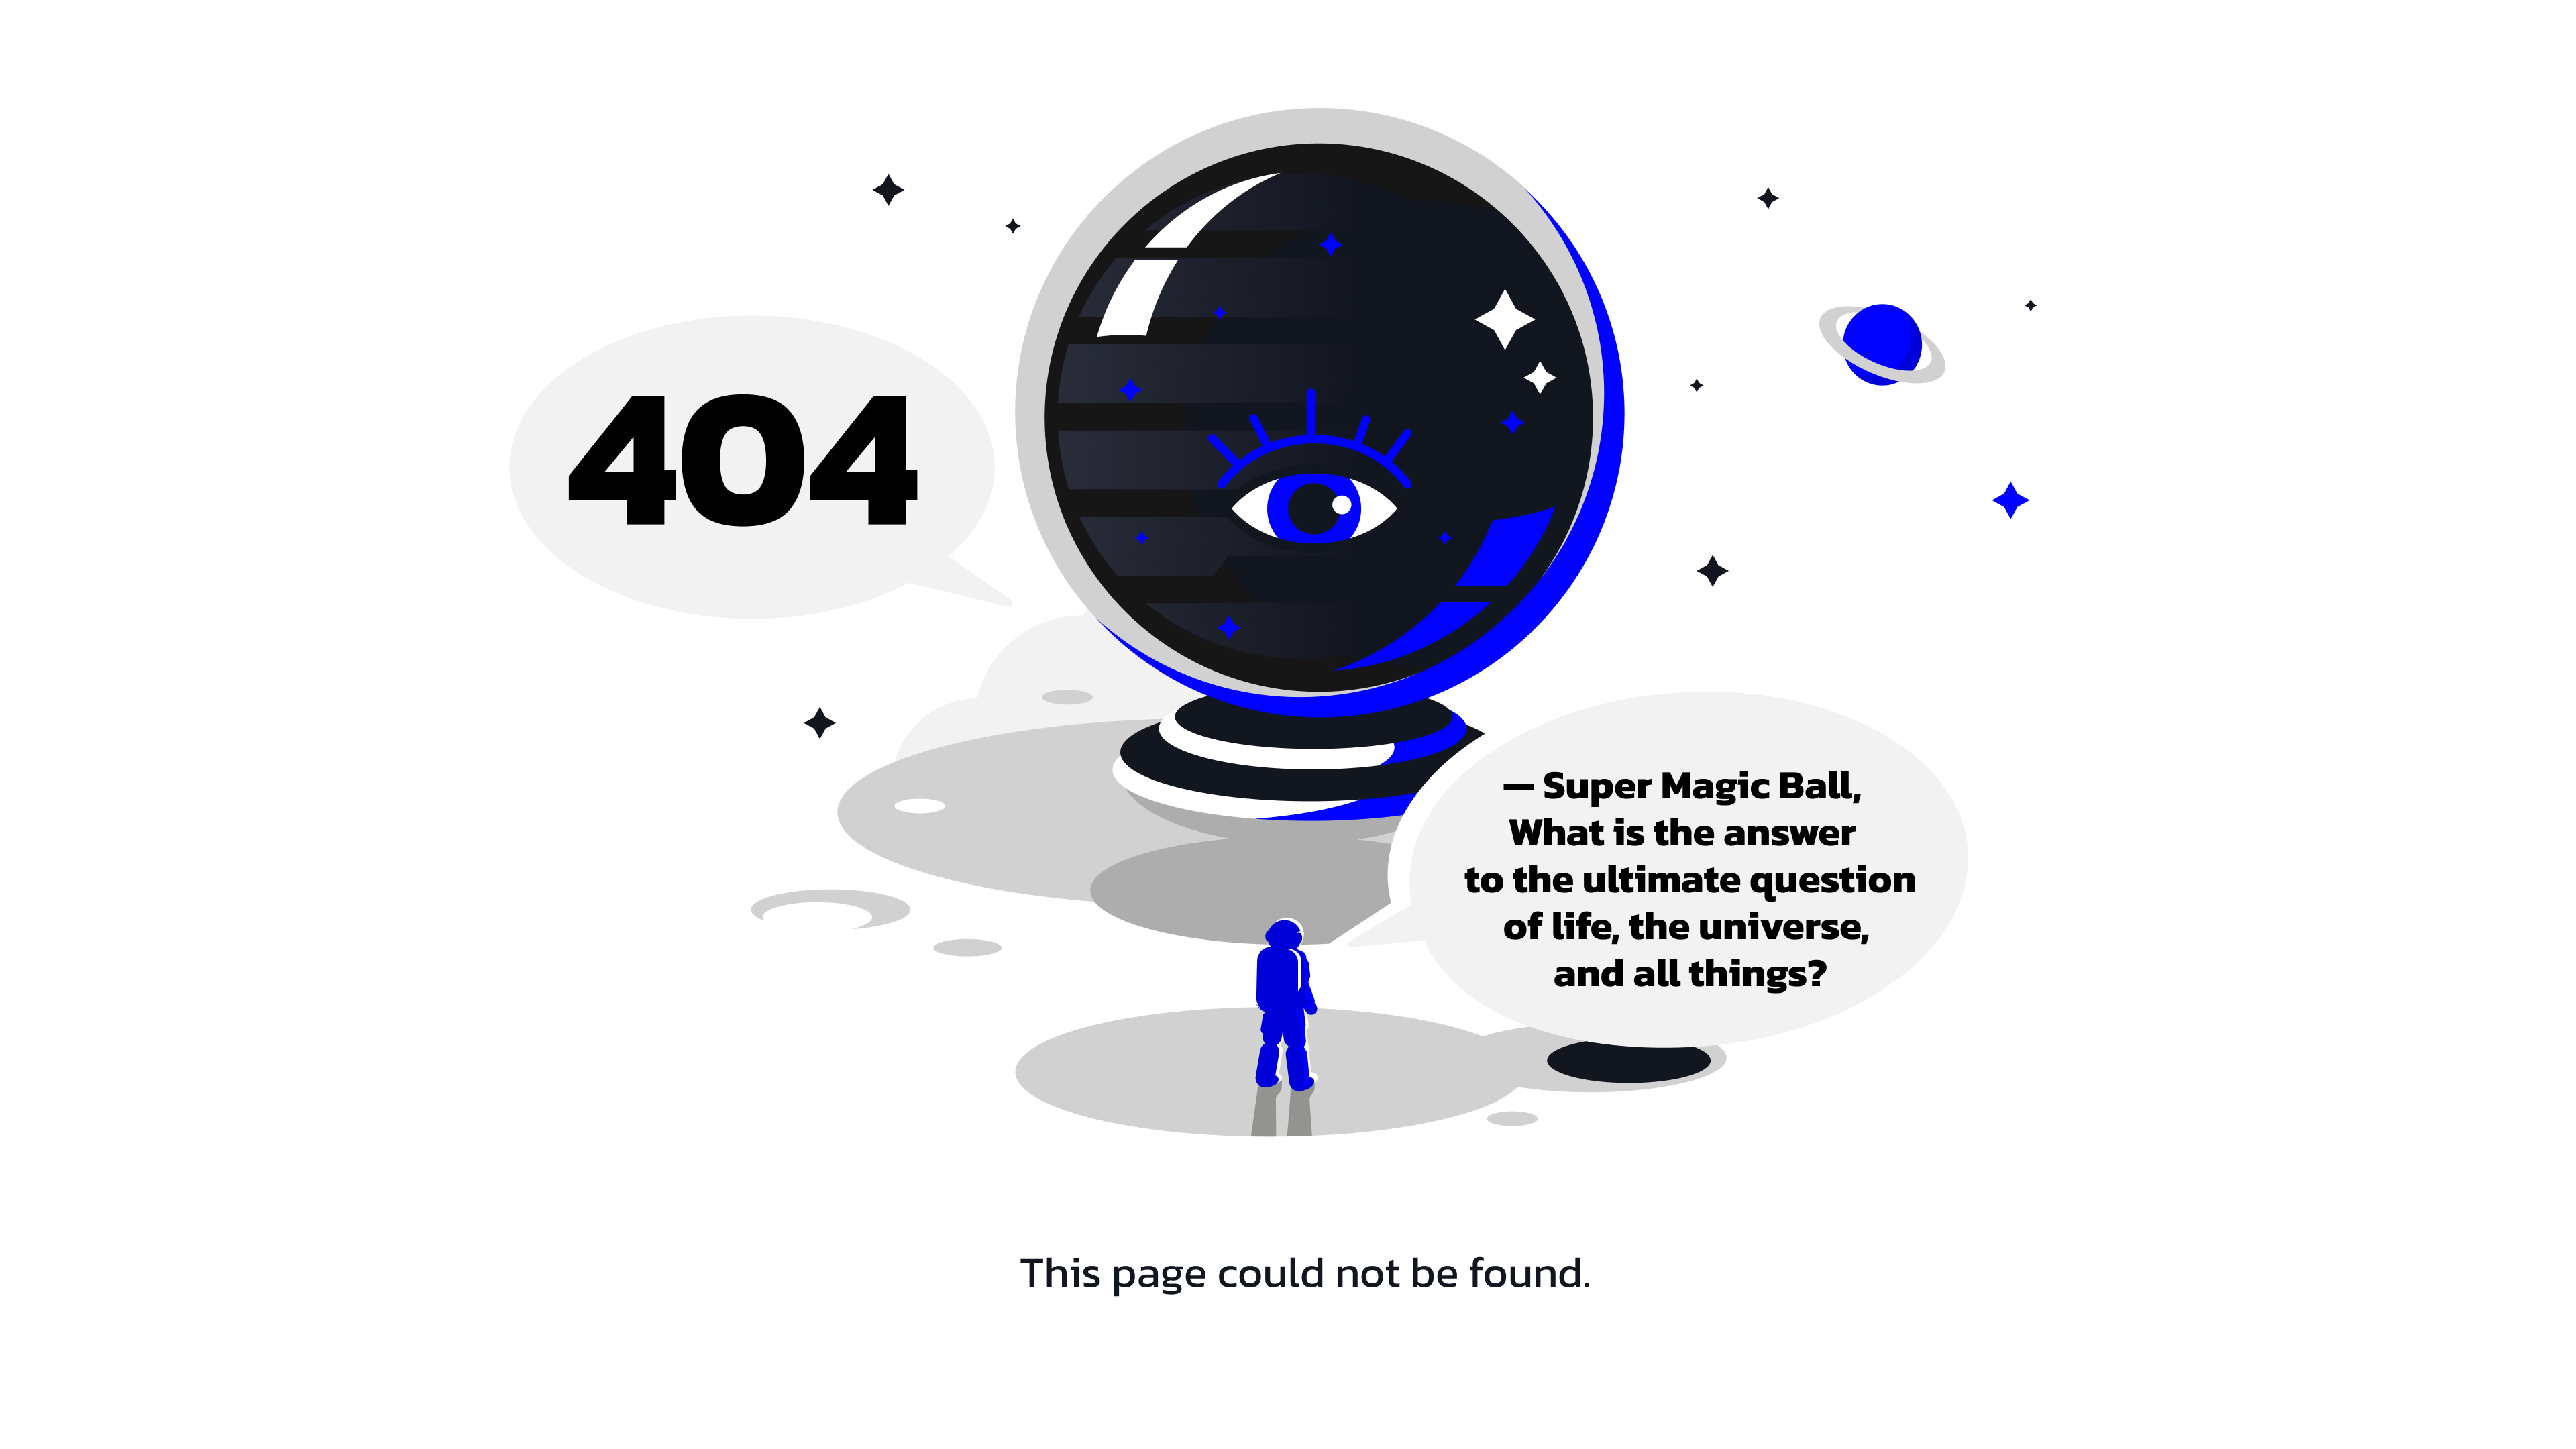 404
— Super Magic Ball,
What is the answer
to the ultimate question
of life, the universe,
and all things?
This page could not be found.